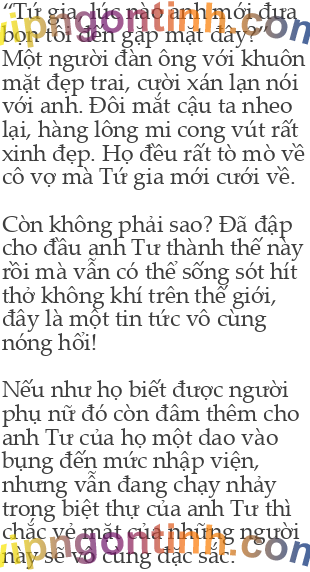 “Tứ gia, lúc nào anh mới đưa
bọn tôi đến gặp mặt đây?”
Một người đàn ông với khuôn
mặt đẹp trai, cười xán lạn nói
với anh. Đôi mắt cậu ta nheo
lại, hàng lông mi cong vút rất
xinh đẹp. Họ đều rất tò mò về
cô vợ mà Tứ gia mới cưới về.
Còn không phải sao? Đã đập
cho đầu anh Tư thành thế này
rồi mà vẫn có thể sống sót hít
thở không khí trên thế giới,
đây là một tin tức vô cùng
nóng hổi!
Nếu như họ biết được người
phụ nữ đó còn đâm thêm cho
anh Tư của họ một dao vào
bụng đến mức nhập viện,
nhưng vẫn đang chạy nhảy
trong biệt thự của anh Tư thì
chắc vẻ mặt của những người
này sẽ vô cùng đặc sắc.
vipngontinh.com
vipngontinh.com